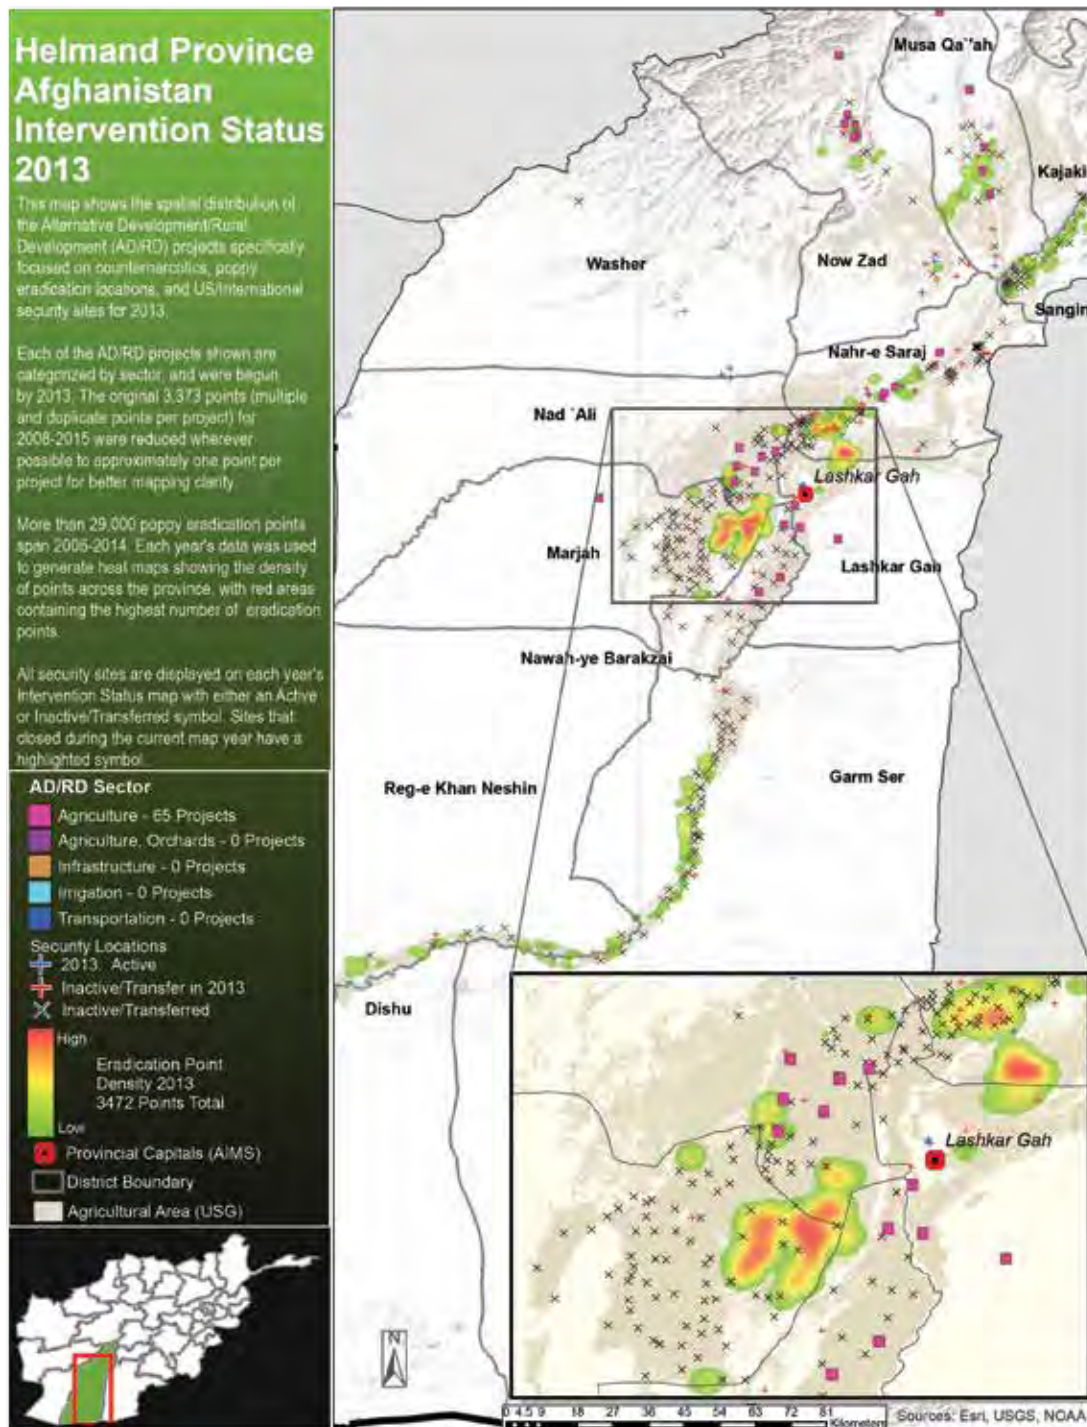 Helmand Province
Afghanistan
Intervention Status
2013
This map shows the spatial distribution of
the Alternative Development/Rural
Development (AD/RD) projects specifically
focused on counternarcotics, poppy
eradication locations, and US/International
security sites for 2013.
Each of the AD/RD projects shown are
categorized by sector, and were begun
by 2013. The original 3,373 points (multiple
and duplicate points per project) for
2008-2015 were reduced wherever
possible to approximately one point per
project for better mapping clarity.
More than 29,000 poppy eradication points
span 2006-2014. Each year's data was used
to generate heat maps showing the density
of points across the province, with red areas
containing the highest number of eradication
points.
All security sites are displayed on each year's
Intervention Status map with either an Active
or Inactive/Transferred symbol. Sites that
closed during the current map year have a
highlighted symbol.
AD/RD Sector
Agriculture - 65 Projects
Agriculture, Orchards - 0 Projects
Infrastructure - 0 Projects
Irrigation - 0 Projects
Transportation - 0 Projects
Security Locations
2013, Active
Inactive/Transfer in 2013
Inactive/Transferred
High
Eradication Point
Density 2013
3472 Points Total
Low
Provincial Capitals (AIMS)
District Boundary
Agricultural Area (USG)
Musa Qa`'ah
Kajaki
Washer
Now Zad
Sangin
Nahr-e Saraj
Nad `Ali
Lashkar Gah
Marjah
Lashkar Gah
Nawah-ye Barakzai
Reg-e Khan Neshin
Garm Ser
Dishu
Lashkar Gah
N
0 4.5 9 18 27 36 45 54 63 72 81
Kilometers
Sources: Esri, USGS, NOAA